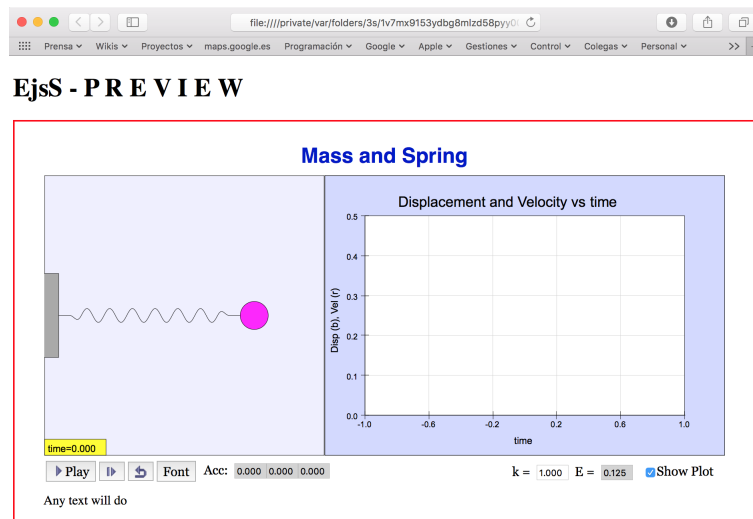 file:////private/var/folders/3s/1v7mx9153ydbg8mlzd58pyy0
Prensa Wikis Proyectos maps.google.es Programación Google Apple Gestiones Control Colegas Personal >>
EjsS - P R E V I E W
Mass and Spring
Displacement and Velocity vs time
0.5
0.4
0.3
0.2
0.1
0.0
Disp (b), Vel (r)
-1.0 -0.6 -0.2 0.2 0.6 1.0
time
time=0.000
Play Font Acc: 0.000 0.000 0.000 k = 1.000 E = 0.125 Show Plot
Any text will do